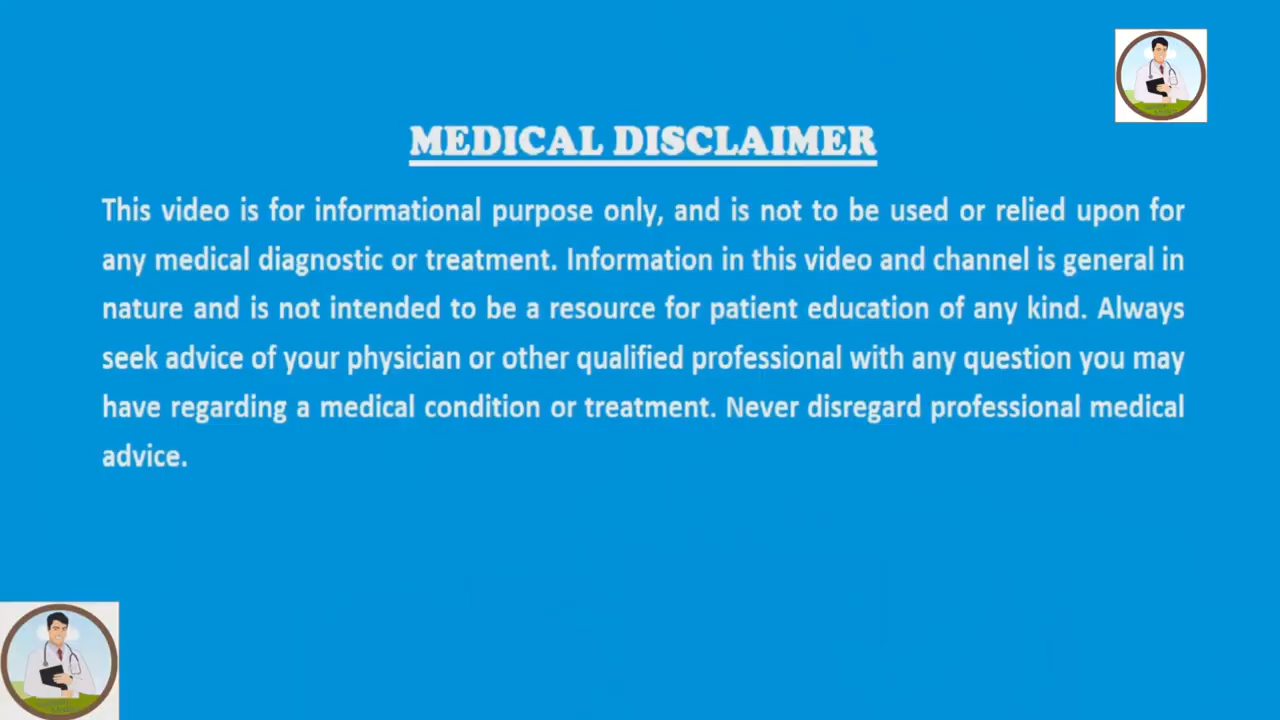 MEDICAL DISCLAIMER
This video is for informational purpose only, and is not to be used or relied upon for
any medical diagnostic or treatment. Information in this video and channel is general in
nature and is not intended to be a resource for patient education of any kind. Always
seek advice of your physician or other qualified professional with any question you may
have regarding a medical condition or treatment. Never disregard professional medical
advice.